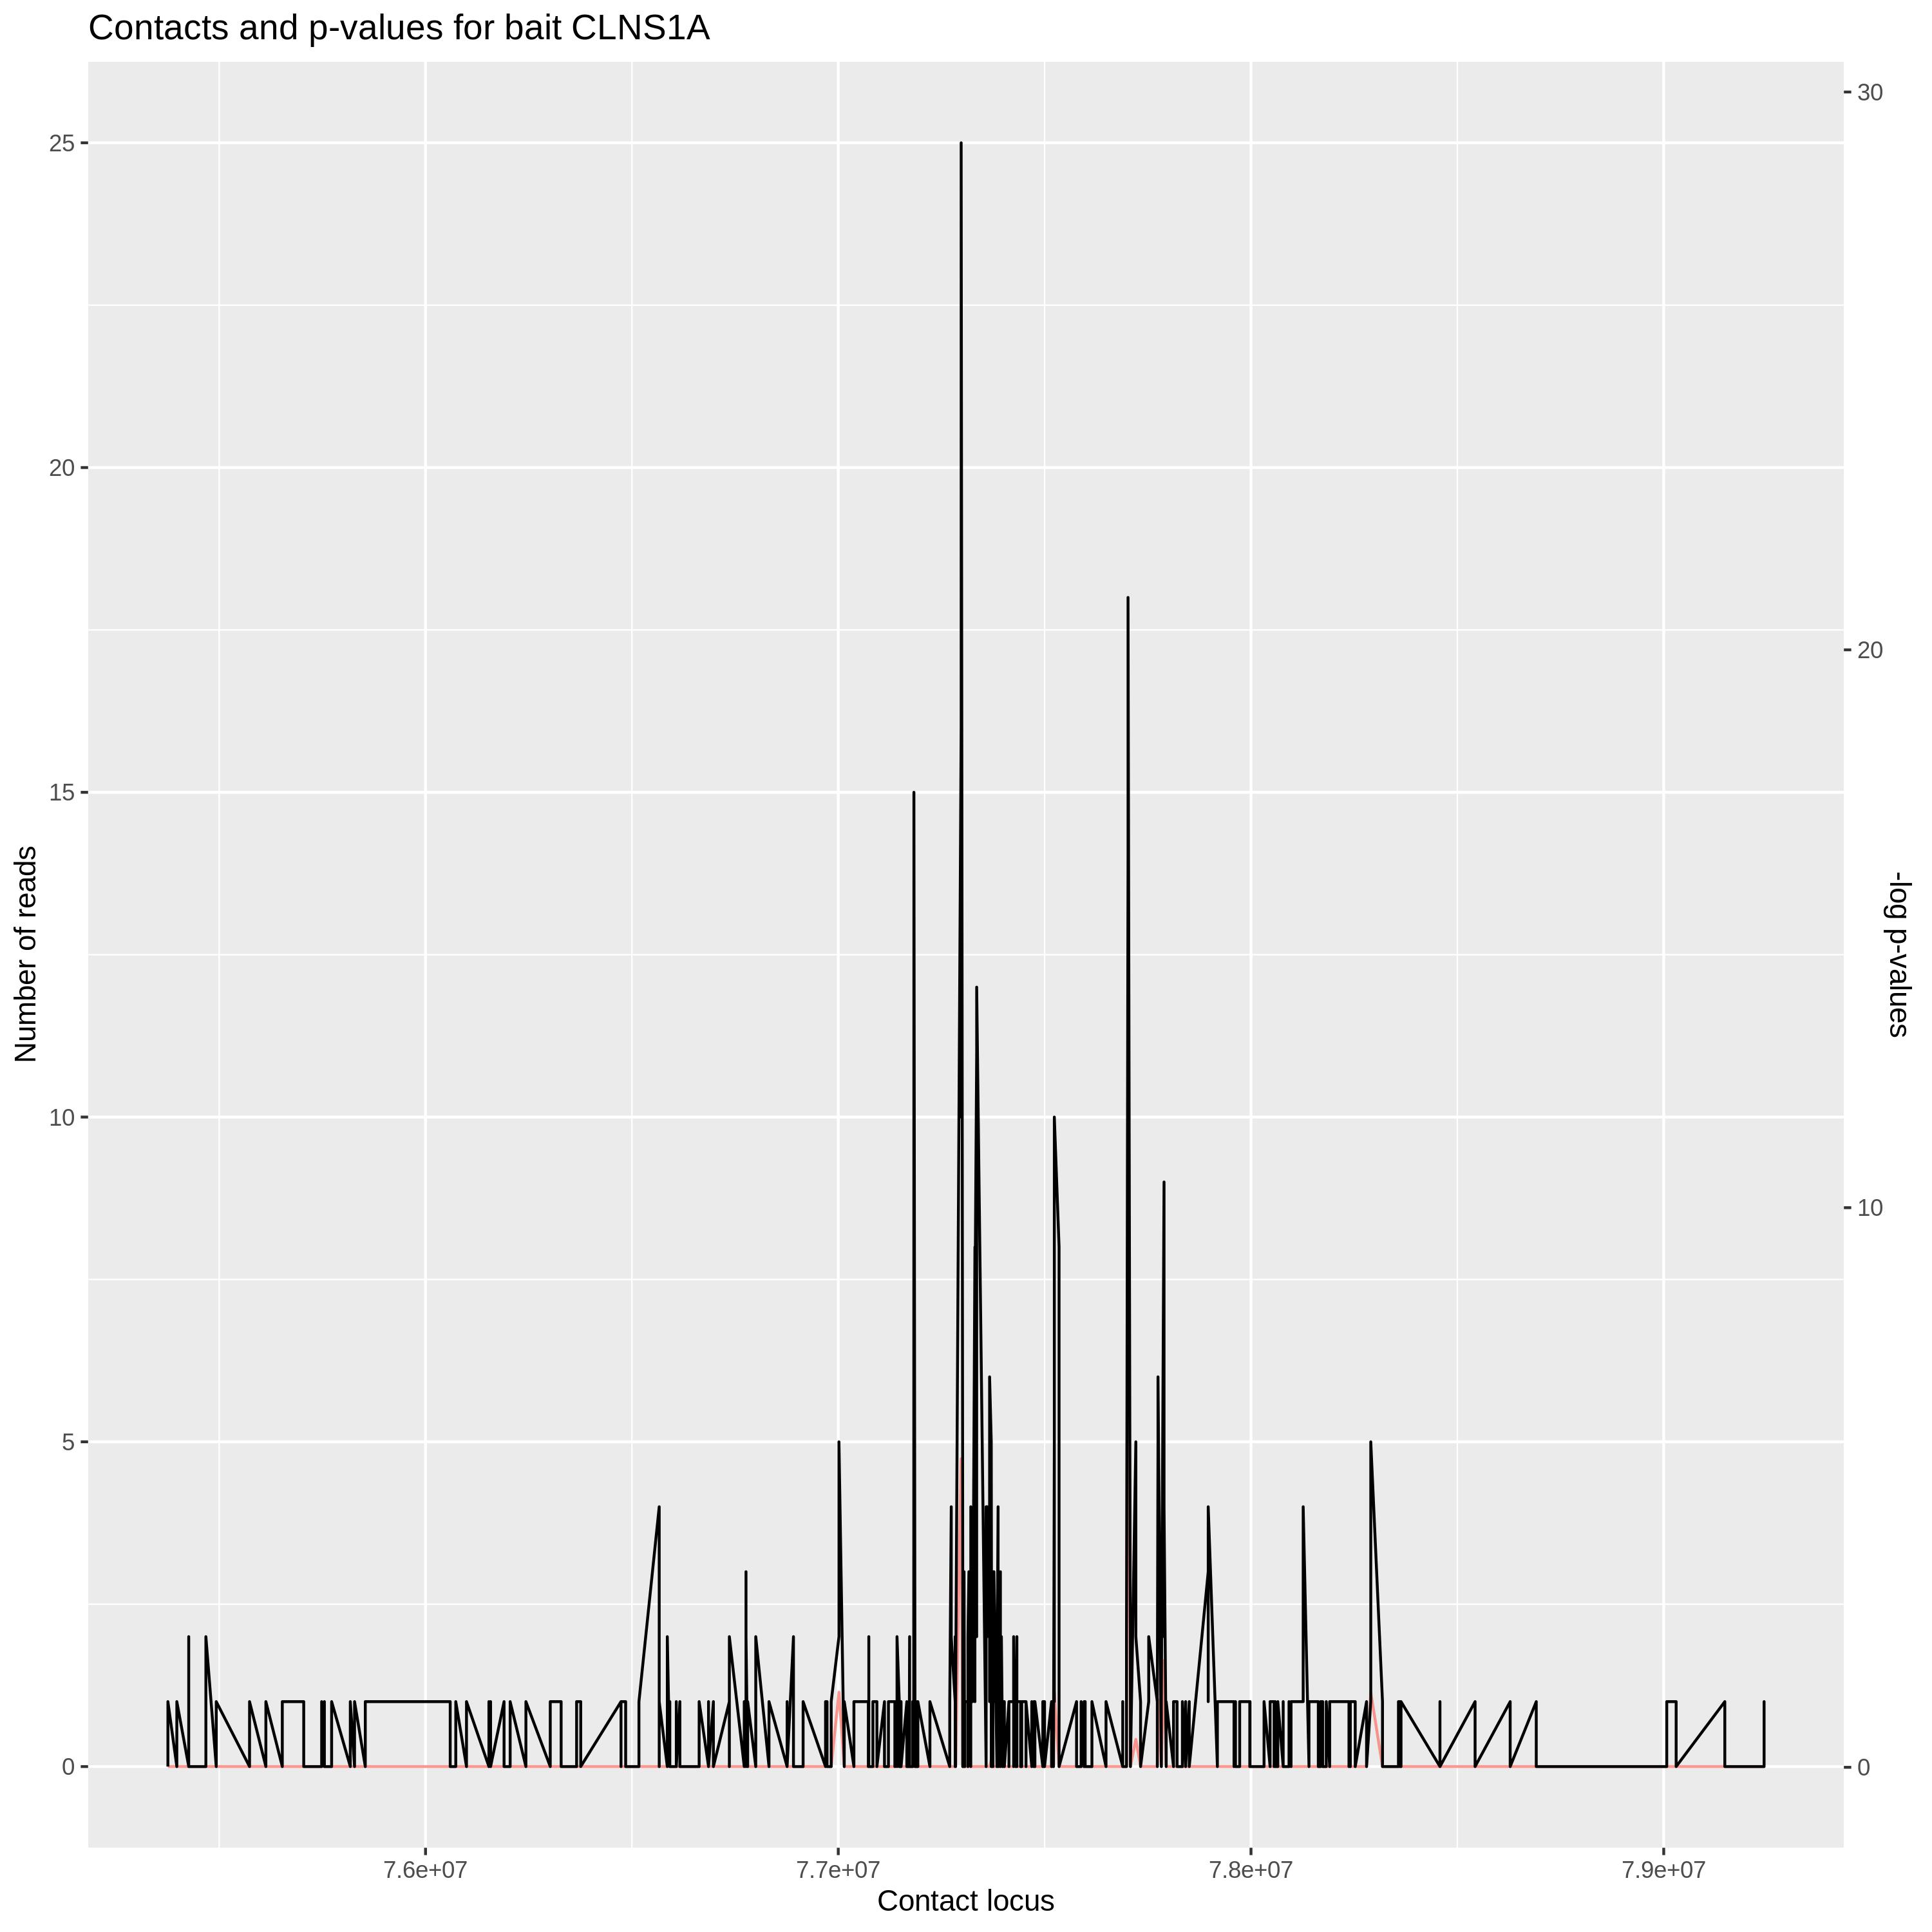 Contacts and p-values for bait CLNS1A
25
20
15
10
5
0
Number of reads
30
20
10
0
-log p-values
7.6e+07
7.7e+07
7.8e+07
7.9e+07
Contact locus